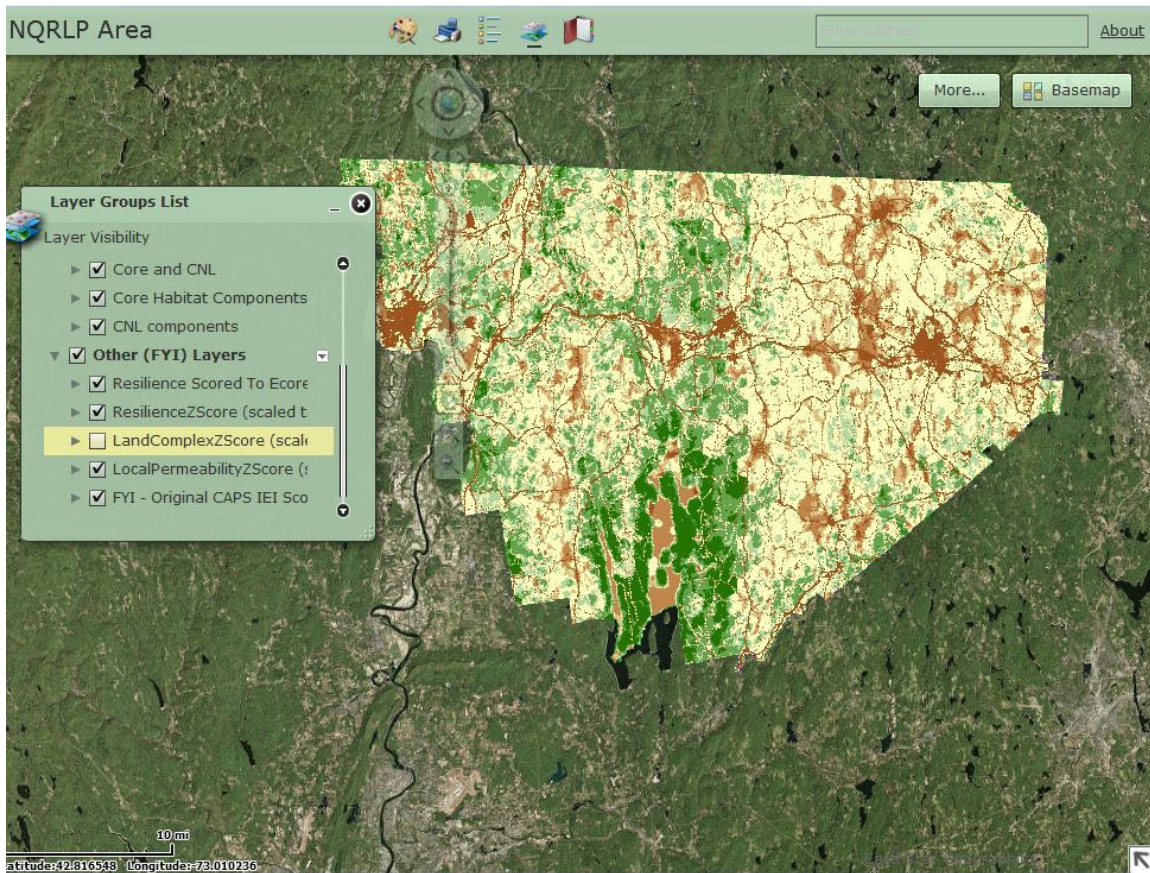 NQRLP Area
Enter address
About
More...
Basemap
Layer Groups List
Layer Visibility
Core and CNL
Core Habitat Components
CNL components
Other (FYI) Layers
Resilience Scored To Ecore
ResilienceZScore (scaled t
LandComplexZScore (scale
LocalPermeabilityZScore (s
FYI - Original CAPS IEI Sco
10 mi
atitude:42.816548 Longitude:-73.010236